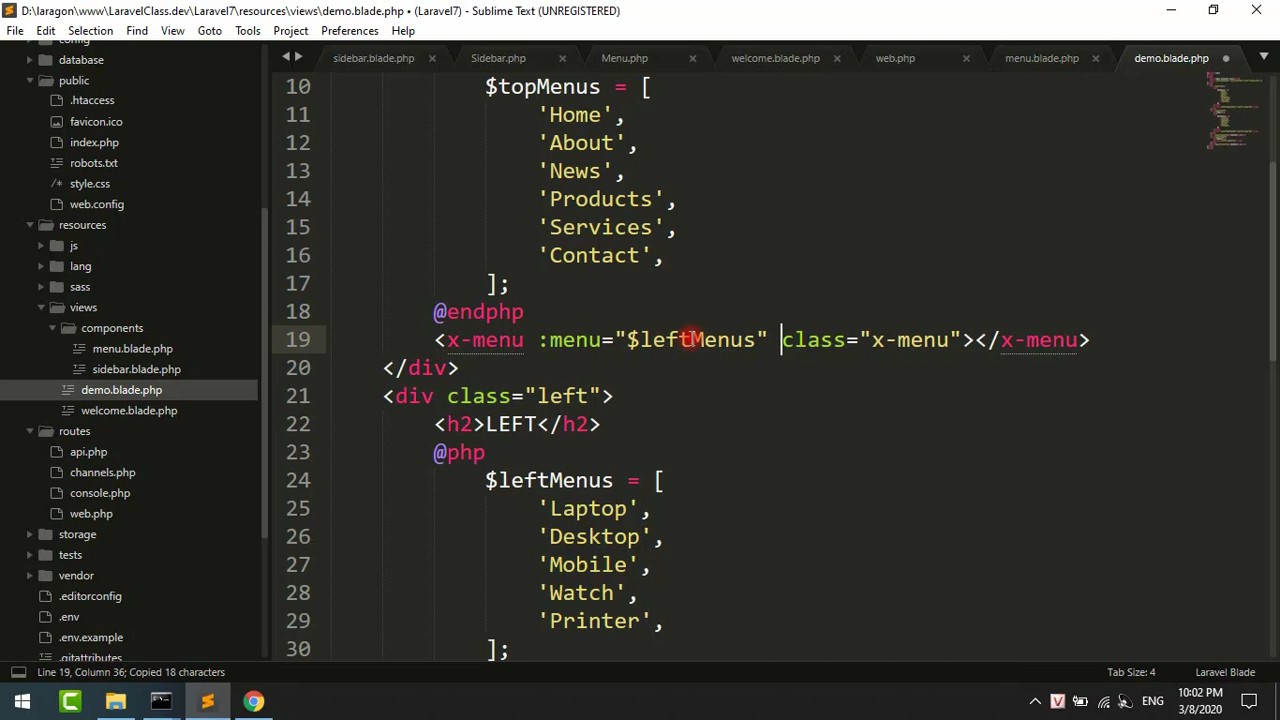 D:\laragon\www\LaravelClass.dev\Laravel7\resources\views\demo.blade.php • (Laravel7) - Sublime Text (UNREGISTERED)
File Edit Selection Find View Goto Tools Project Preferences Help
config
database
public
.htaccess
favicon.ico
index.php
robots.txt
style.css
web.config
resources
js
lang
sass
views
components
menu.blade.php
sidebar.blade.php
demo.blade.php
welcome.blade.php
routes
api.php
channels.php
console.php
web.php
storage
tests
vendor
.editorconfig
.env
.env.example
.gitattributes
sidebar.blade.php Sidebar.php Menu.php welcome.blade.php web.php menu.blade.php demo.blade.php
10 $topMenus = [
11 'Home',
12 'About',
13 'News',
14 'Products',
15 'Services',
16 'Contact',
17 ];
18 @endphp
19 <x-menu :menu="$leftMenus" class="x-menu"></x-menu>
20 </div>
21 <div class="left">
22 <h2>LEFT</h2>
23 @php
24 $leftMenus = [
25 'Laptop',
26 'Desktop',
27 'Mobile',
28 'Watch',
29 'Printer',
30 ];
Line 19, Column 36; Copied 18 characters Tab Size: 4 Laravel Blade
ENG
10:02 PM
3/8/2020